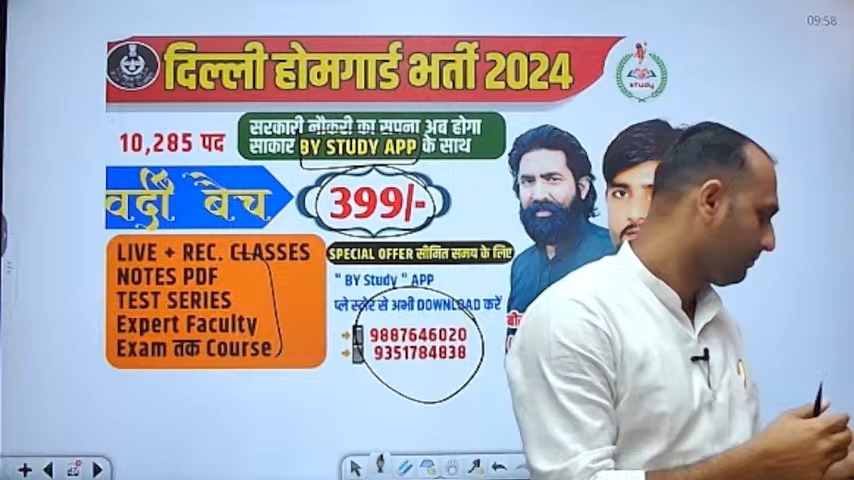 09:58
दिल्ली होमगार्ड भर्ती 2024
study
10,285 पद
सरकारी नौकरी का सपना अब होगा
साकार BY STUDY APP के साथ
वर्दी बैच
399/-
LIVE + REC. CLASSES
NOTES PDF
TEST SERIES
Expert Faculty
Exam तक Course
SPECIAL OFFER सीमित समय के लिए
" BY Study " APP
प्ले स्टोर से अभी DOWNLOAD करें
9887646020
9351784838